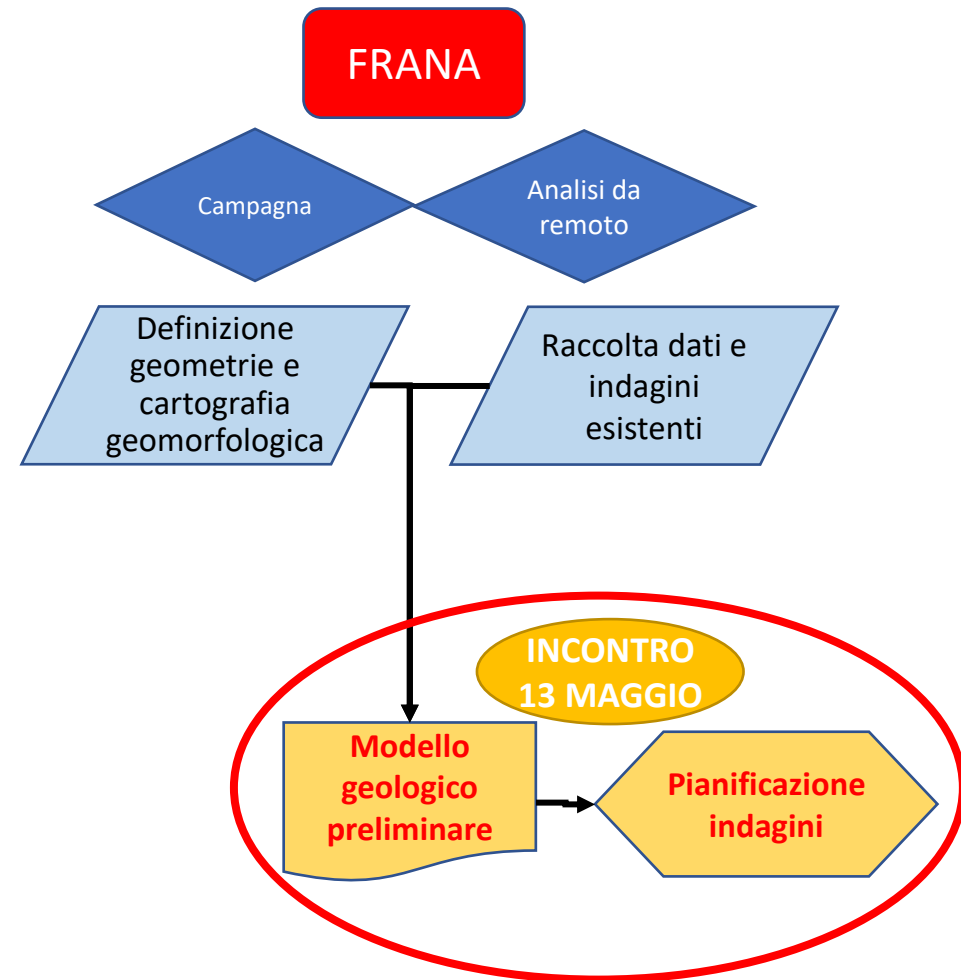 FRANA
Campagna
Analisi da
remoto
Definizione
geometrie e
cartografia
geomorfologica
Raccolta dati e
indagini
esistenti
INCONTRO
13 MAGGIO
Modello
geologico
preliminare
Pianificazione
indagini